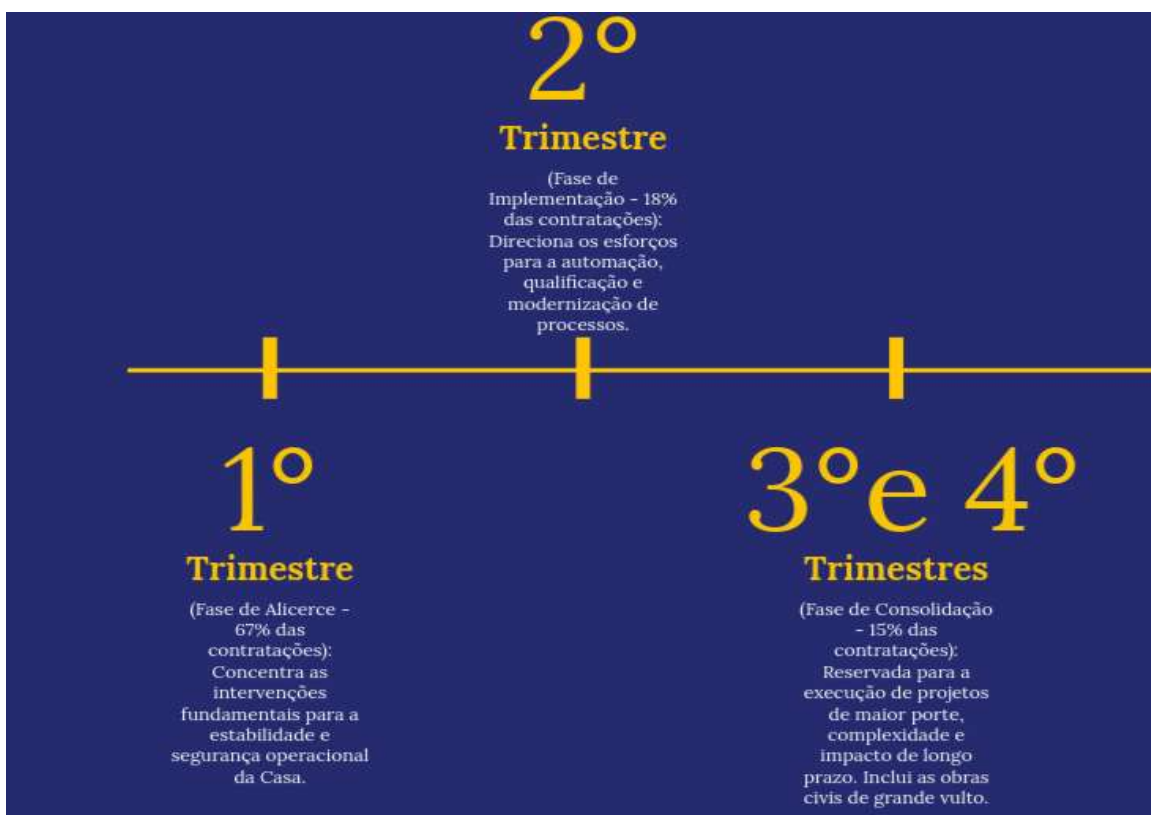 2°
Trimestre
(Fase de
Implementação - 18%
das contratações):
Direciona os esforços
para a automação,
qualificação e
modernização de
processos.
1°
Trimestre
(Fase de Alicerce -
67% das
contratações):
Concentra as
intervenções
fundamentais para a
estabilidade e
segurança operacional
da Casa.
3°e 4°
Trimestres
(Fase de Consolidação
- 15% das
contratações):
Reservada para a
execução de projetos
de maior porte,
complexidade e
impacto de longo
prazo. Inclui as obras
civis de grande vulto.